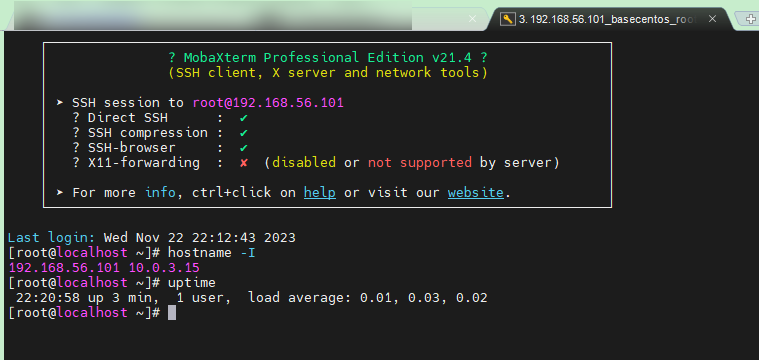 3. 192.168.56.101_basecentos_roo
? MobaXterm Professional Edition v21.4 ?
(SSH client, X server and network tools)
➤ SSH session to root@192.168.56.101
? Direct SSH : ✔
? SSH compression : ✔
? SSH-browser : ✔
? X11-forwarding : ✘ (disabled or not supported by server)
➤ For more info, ctrl+click on help or visit our website.
Last login: Wed Nov 22 22:12:43 2023
[root@localhost ~]# hostname -I
192.168.56.101 10.0.3.15
[root@localhost ~]# uptime
22:20:58 up 3 min, 1 user, load average: 0.01, 0.03, 0.02
[root@localhost ~]#